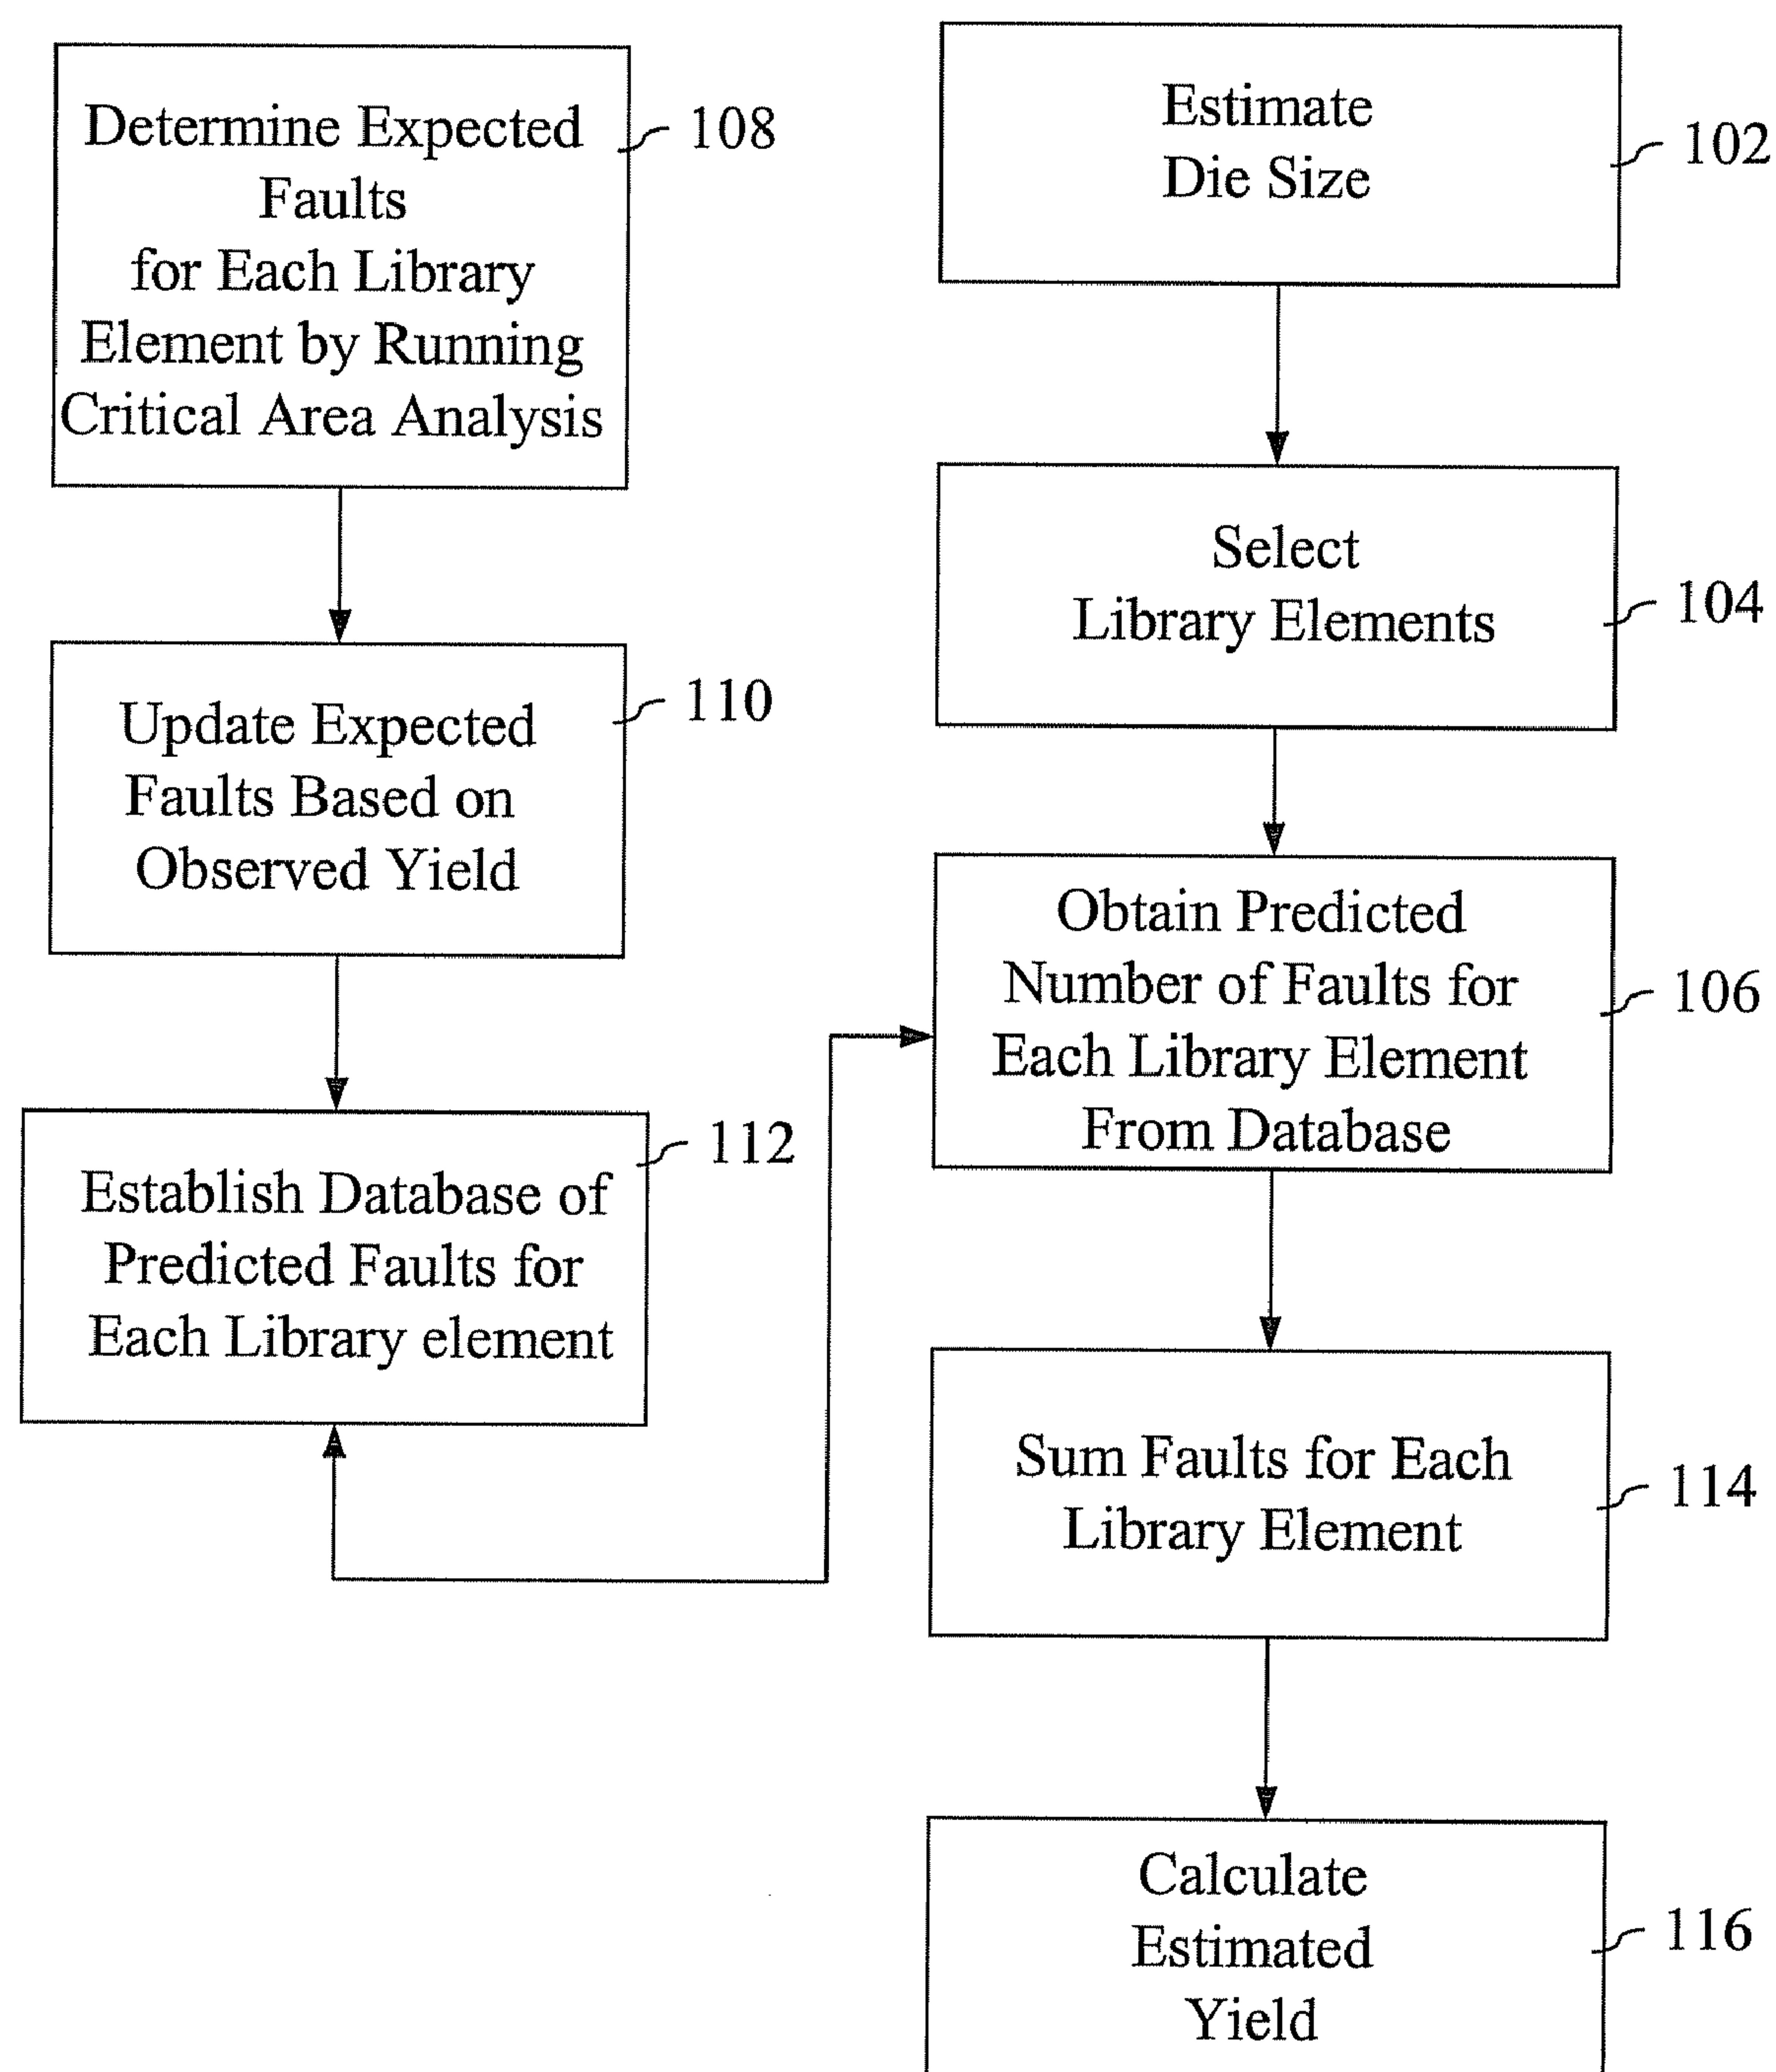 Determine Expected
Faults
for Each Library
Element by Running
Critical Area Analysis
108
Update Expected
Faults Based on
Observed Yield
110
Establish Database of
Predicted Faults for
Each Library element
112
Estimate
Die Size
102
Select
Library Elements
104
Obtain Predicted
Number of Faults for
Each Library Element
From Database
106
Sum Faults for Each
Library Element
114
Calculate
Estimated
Yield
116